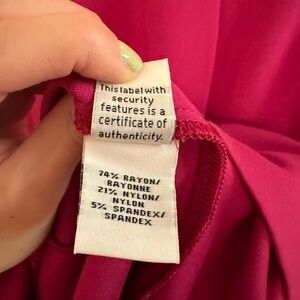 This label with
security
features is a
certificate of
authenticity.
74% RAYON/
RAYONNE
21% NYLON/
NYLON
5% SPANDEX/
SPANDEX